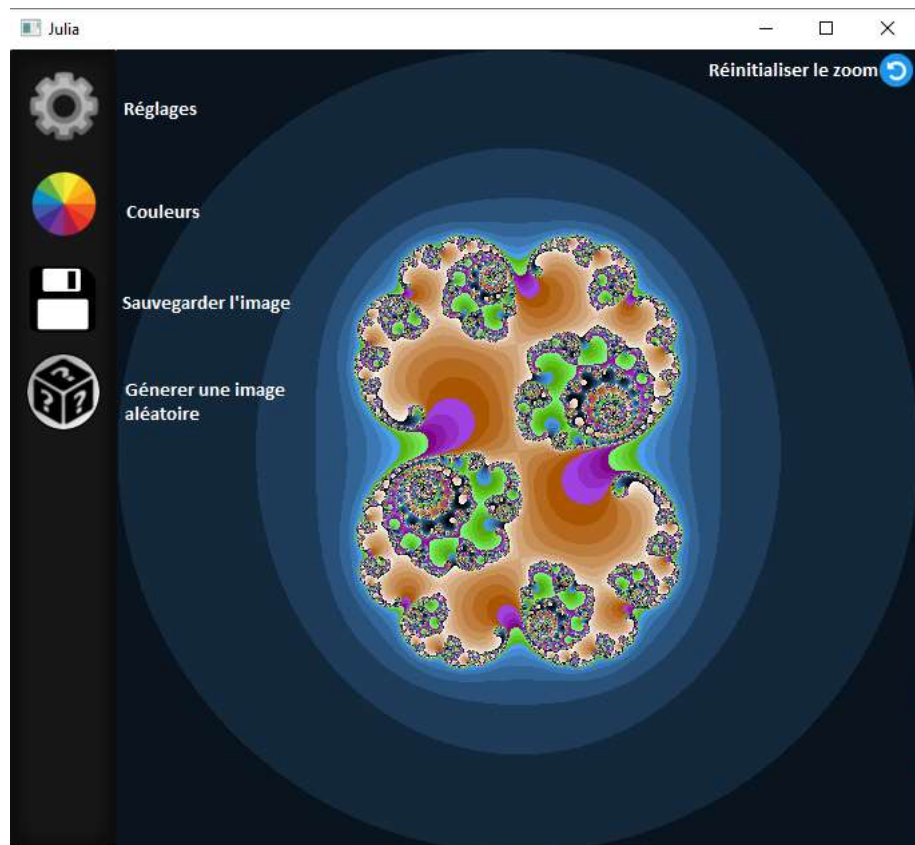 Julia
Réinitialiser le zoom
Réglages
Couleurs
Sauvegarder l'image
Génerer une image
aléatoire